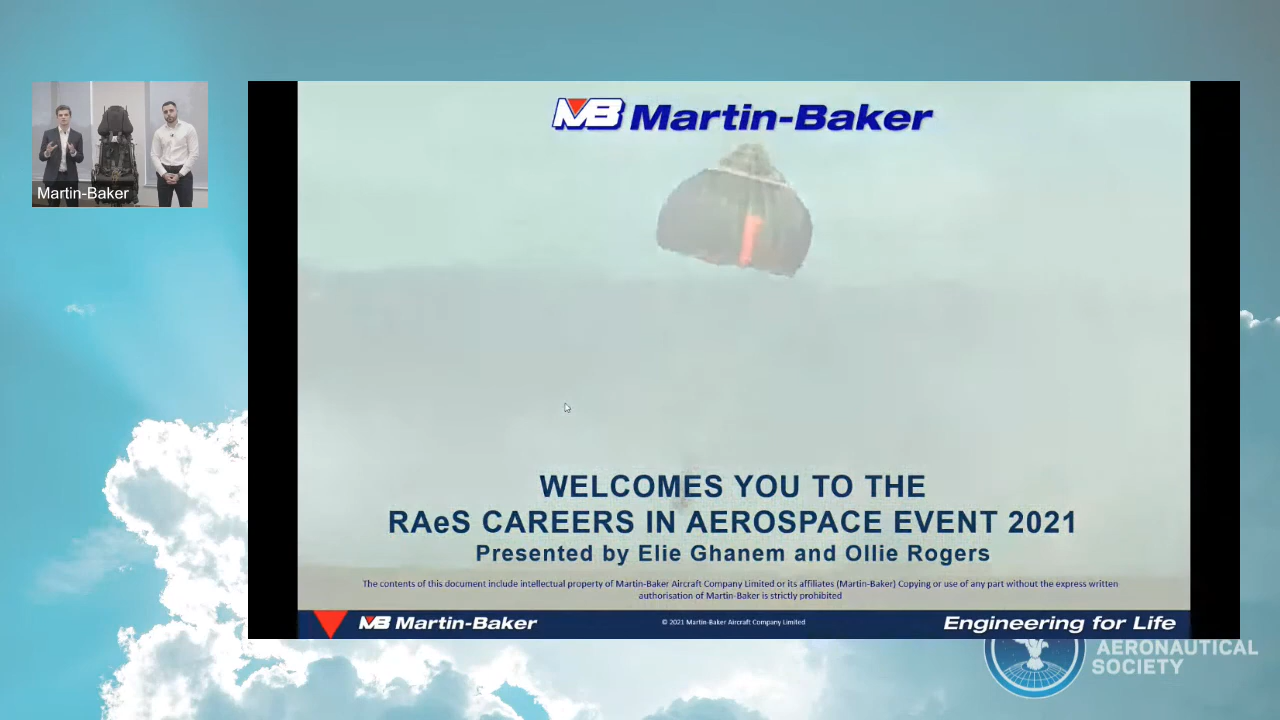 Martin-Baker
MB Martin-Baker
WELCOMES YOU TO THE
RAeS CAREERS IN AEROSPACE EVENT 2021
Presented by Elie Ghanem and Ollie Rogers
The contents of this document include intellectual property of Martin-Baker Aircraft Company Limited or its affiliates (Martin-Baker) Copying or use of any part without the express written
authorisation of Martin-Baker is strictly prohibited
MB Martin-Baker
© 2021 Martin-Baker Aircraft Company Limited
Engineering for Life
AERONAUTICAL
SOCIETY